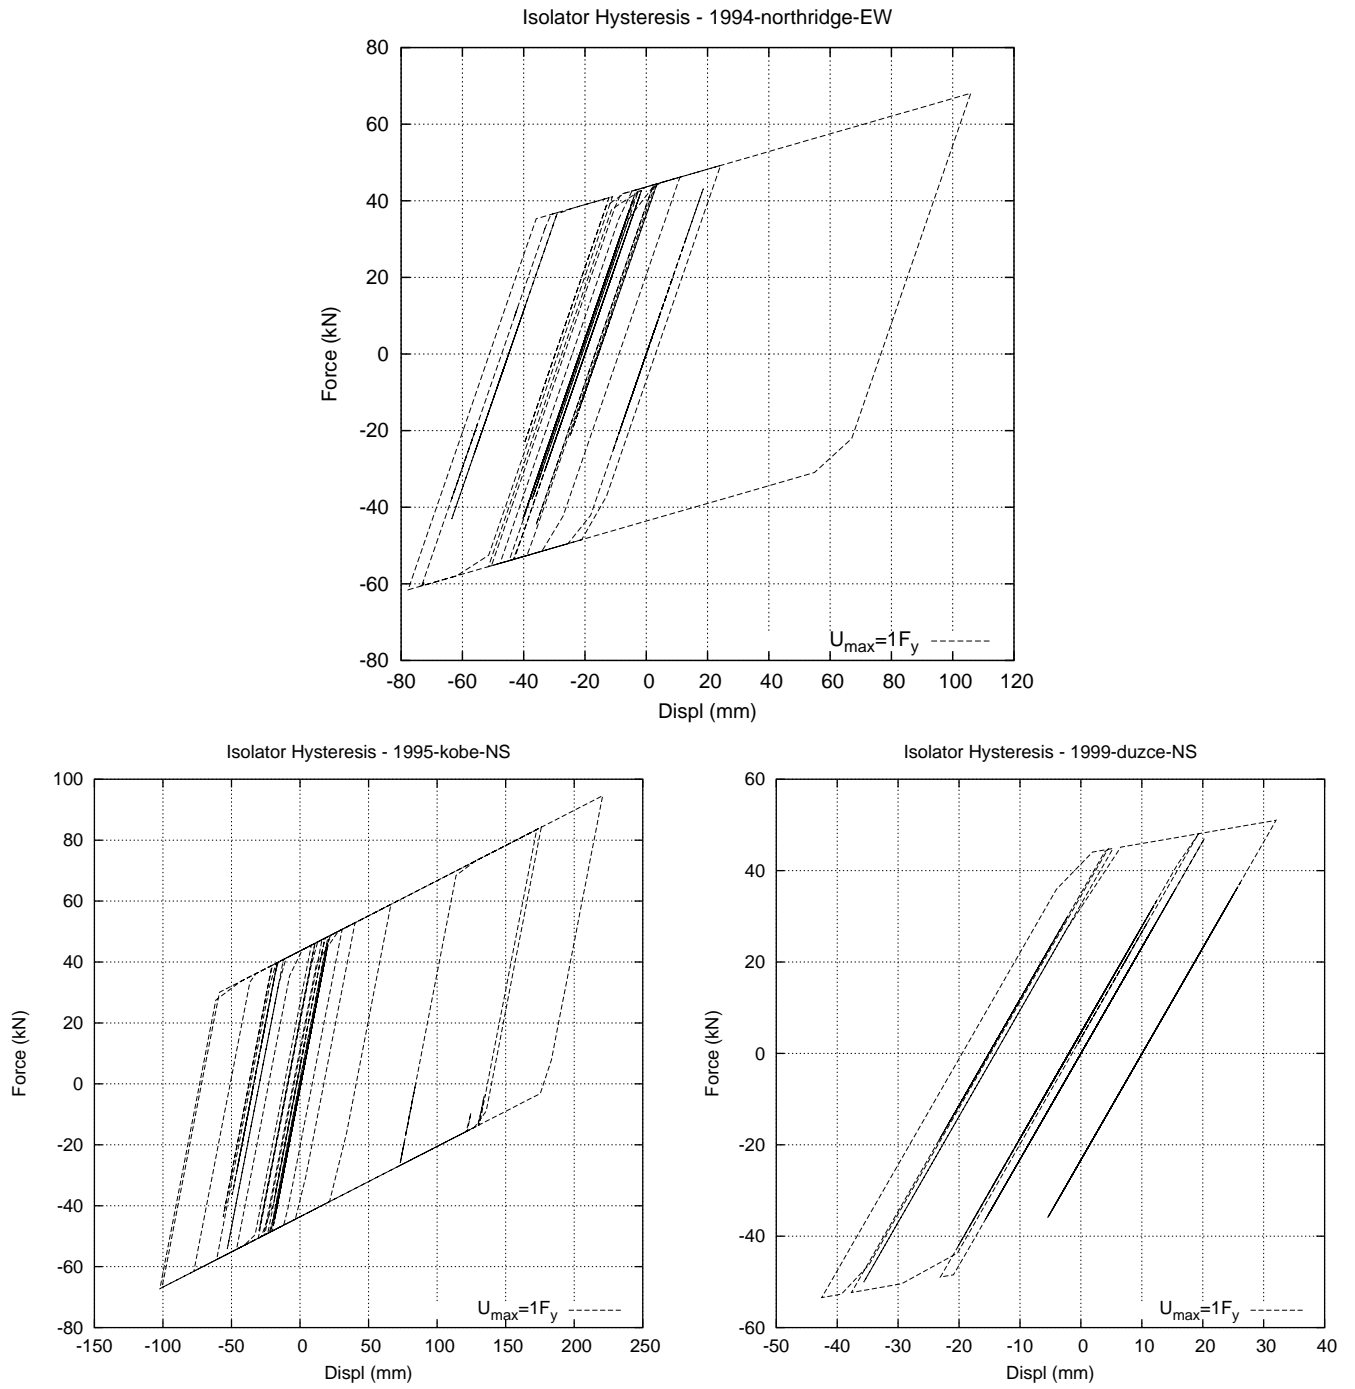 Isolator Hysteresis - 1994-northridge-EW
80
60
40
20
0
-20
-40
-60
-80
Force (kN)
U_max=1F_y
-80 -60 -40 -20 0 20 40 60 80 100 120
Displ (mm)
Isolator Hysteresis - 1995-kobe-NS
100
80
60
40
20
0
-20
-40
-60
-80
Force (kN)
U_max=1F_y
-150 -100 -50 0 50 100 150 200 250
Displ (mm)
Isolator Hysteresis - 1999-duzce-NS
60
40
20
0
-20
-40
-60
Force (kN)
U_max=1F_y
-40 -30 -20 -10 0 10 20 30 40
-50
Displ (mm)